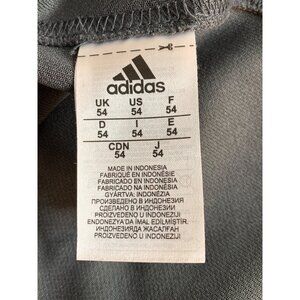 adidas
UK US F
54 54 54
D I E
54 54 54
CDN J
54 54
MADE IN INDONESIA
FABRIQUÉ EN INDONÉSIE
FABRICADO EN INDONESIA
FABRICADO NA INDONÉSIA
GYÁRTVA: INDONÉZIA
ПРОИЗВЕДЕНО В ИНДОНЕЗИЯ
СДЕЛАНО В ИНДОНЕЗИИ
PROIZVEDENO U INDONEZIJI
ENDONEZYA'DA İMAL EDİLMİŞTİR.
ИНДОНЕЗИЯДА ЖАСАЛҒАН
PROIZVEDENO U INDONEZIJI